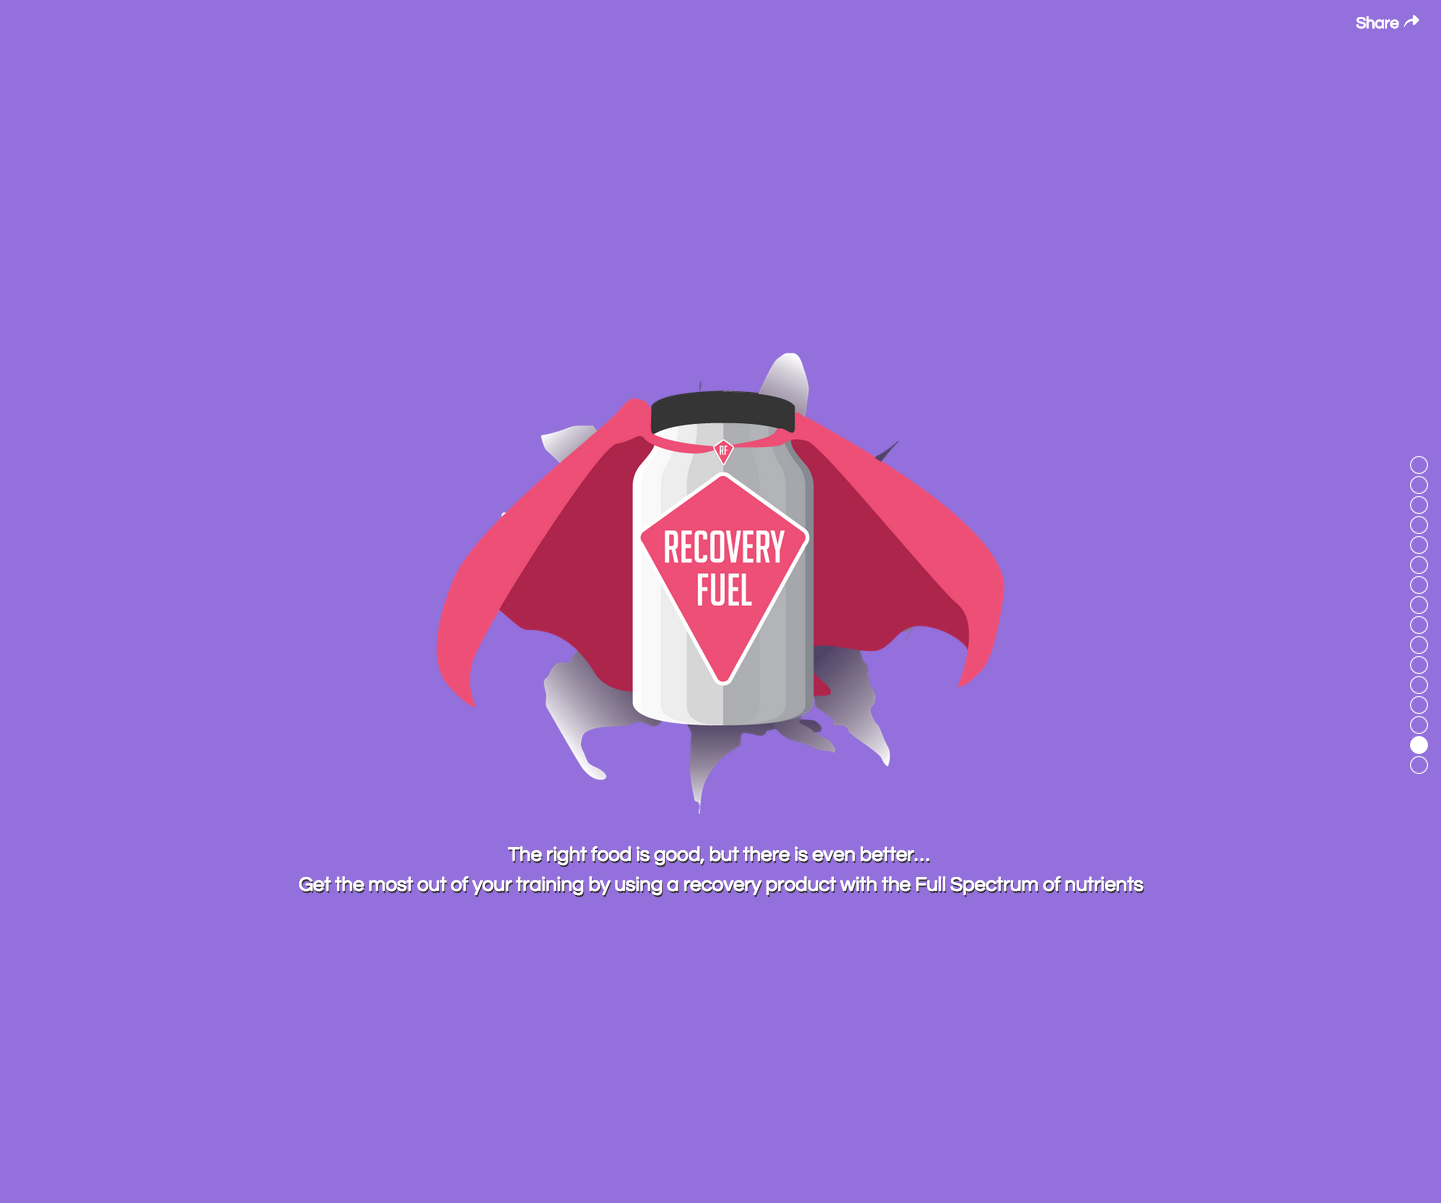 Share
RF
RECOVERY
FUEL
The right food is good, but there is even better...
Get the most out of your training by using a recovery product with the Full Spectrum of nutrients